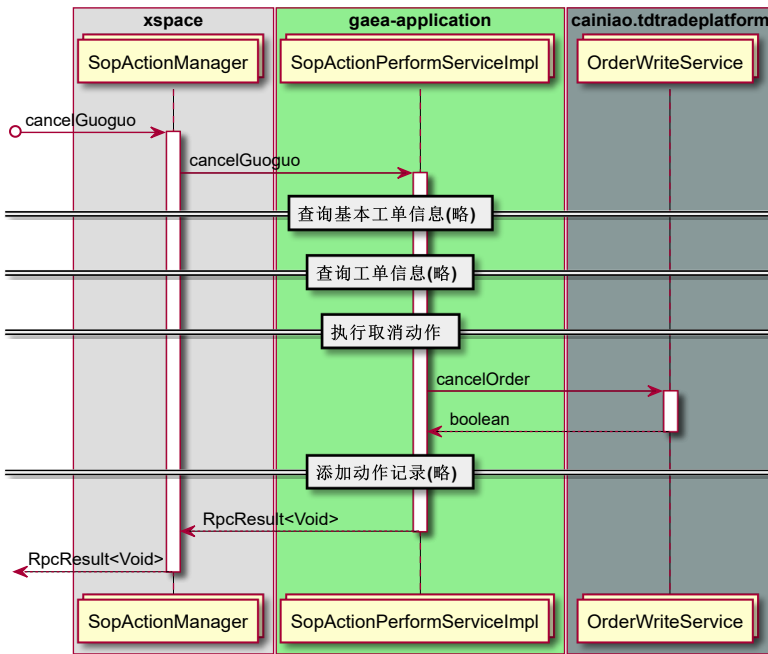 xspace
gaea-application
cainiao.tdtradeplatform
SopActionManager
SopActionPerformServiceImpl
OrderWriteService
cancelGuoguo
cancelGuoguo
查询基本工单信息(略)
查询工单信息(略)
执行取消动作
cancelOrder
boolean
添加动作记录(略)
RpcResult<Void>
RpcResult<Void>
SopActionManager
SopActionPerformServiceImpl
OrderWriteService